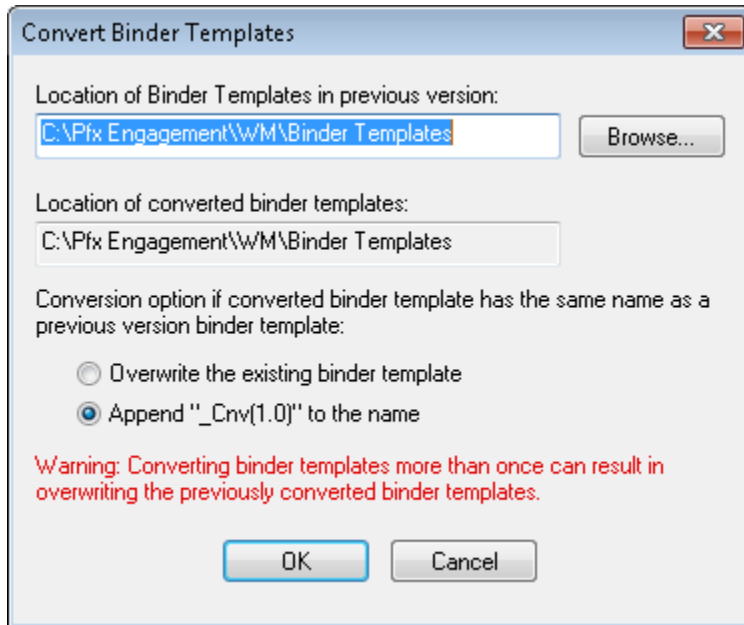 Convert Binder Templates
Location of Binder Templates in previous version:
C:\Pfx Engagement\WM\Binder Templates
Browse...
Location of converted binder templates:
C:\Pfx Engagement\WM\Binder Templates
Conversion option if converted binder template has the same name as a
previous version binder template:
Overwrite the existing binder template
Append "_Cnv(1.0)" to the name
Warning: Converting binder templates more than once can result in
overwriting the previously converted binder templates.
OK
Cancel